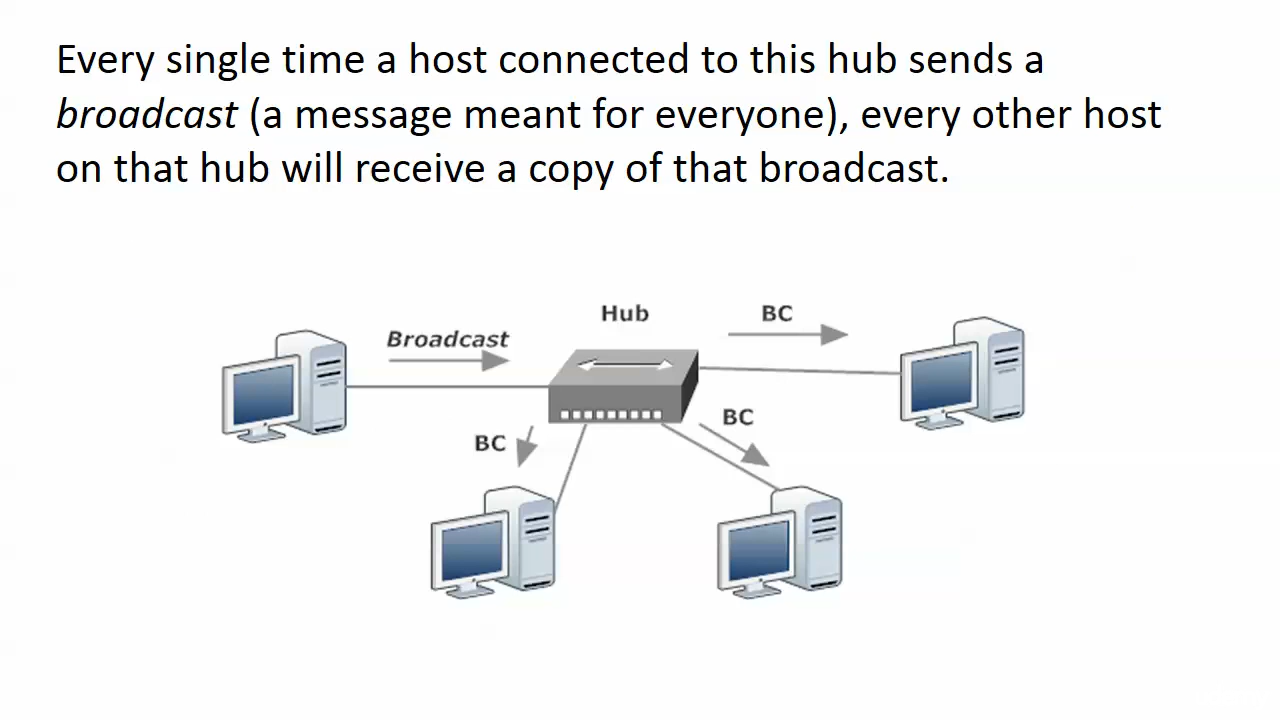 Every single time a host connected to this hub sends a
broadcast (a message meant for everyone), every other host
on that hub will receive a copy of that broadcast.
Hub
BC
Broadcast
BC
BC